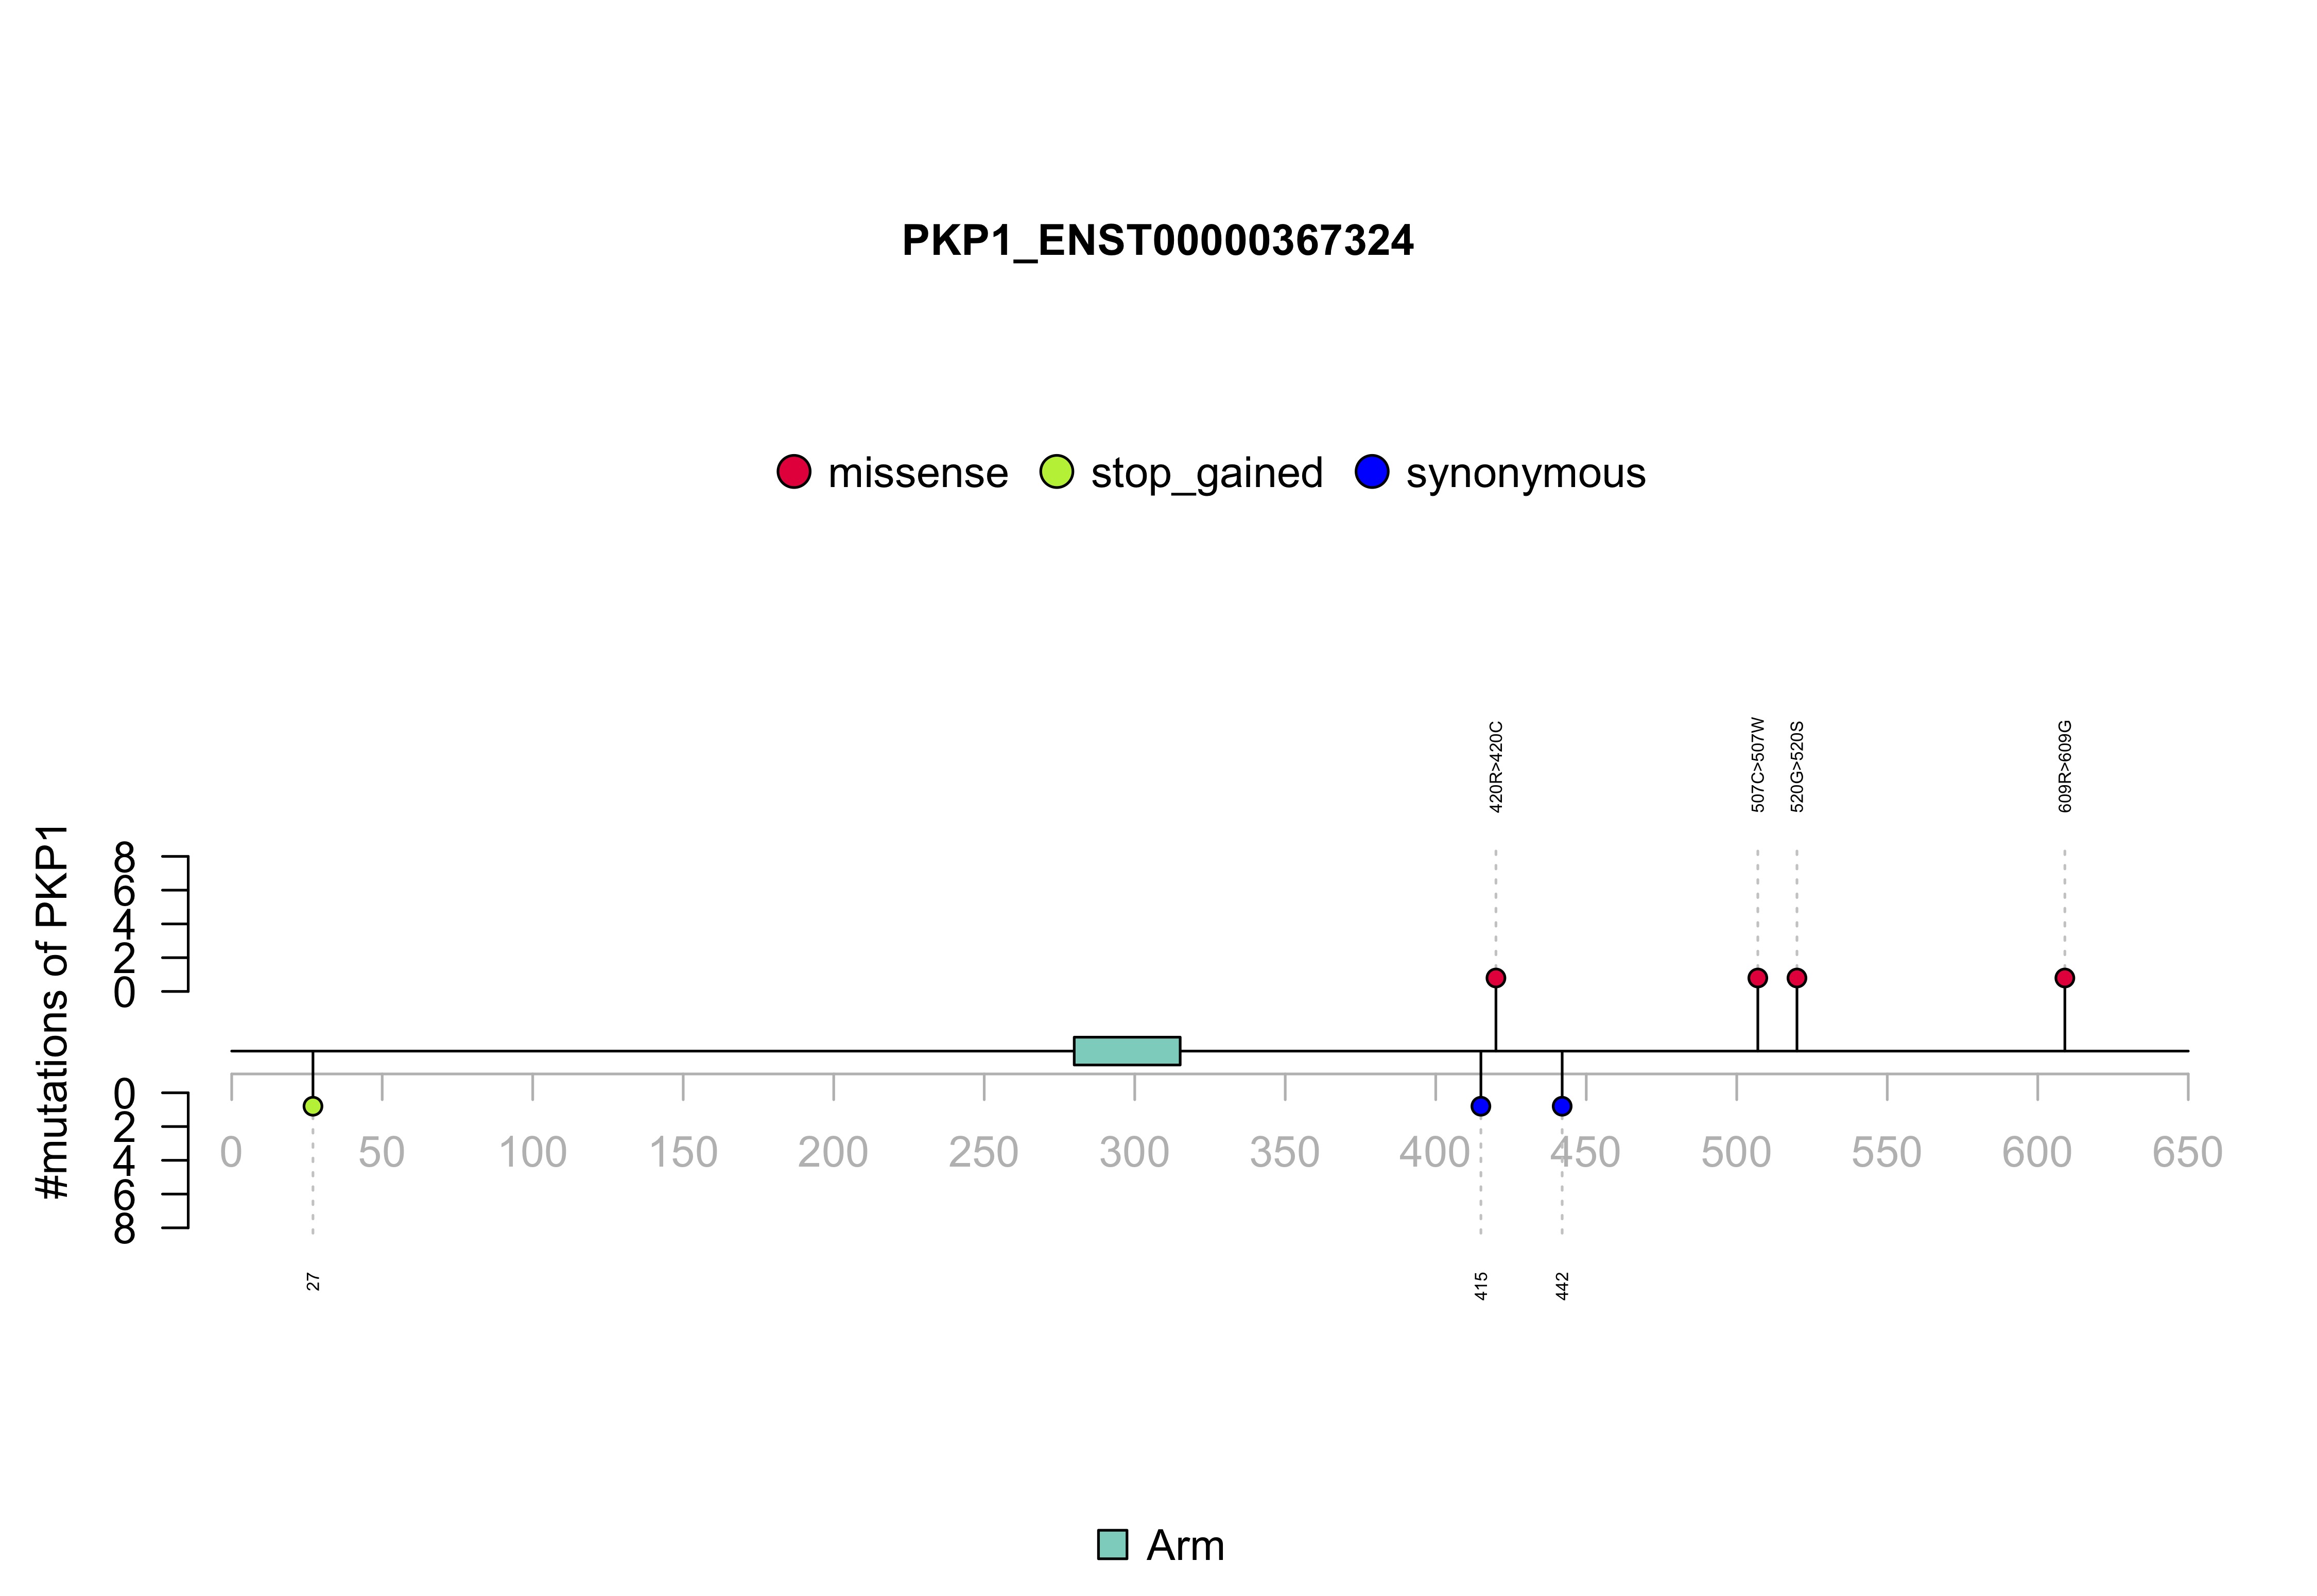 PKP1_ENST00000367324
missense stop_gained synonymous
420R>420C
507C>507W
520G>520S
609R>609G
#mutations of PKP1
8
6
4
2
0
0
2
4
6
8
0 50 100 150 200 250 300 350 400 450 500 550 600 650
27
415
442
Arm